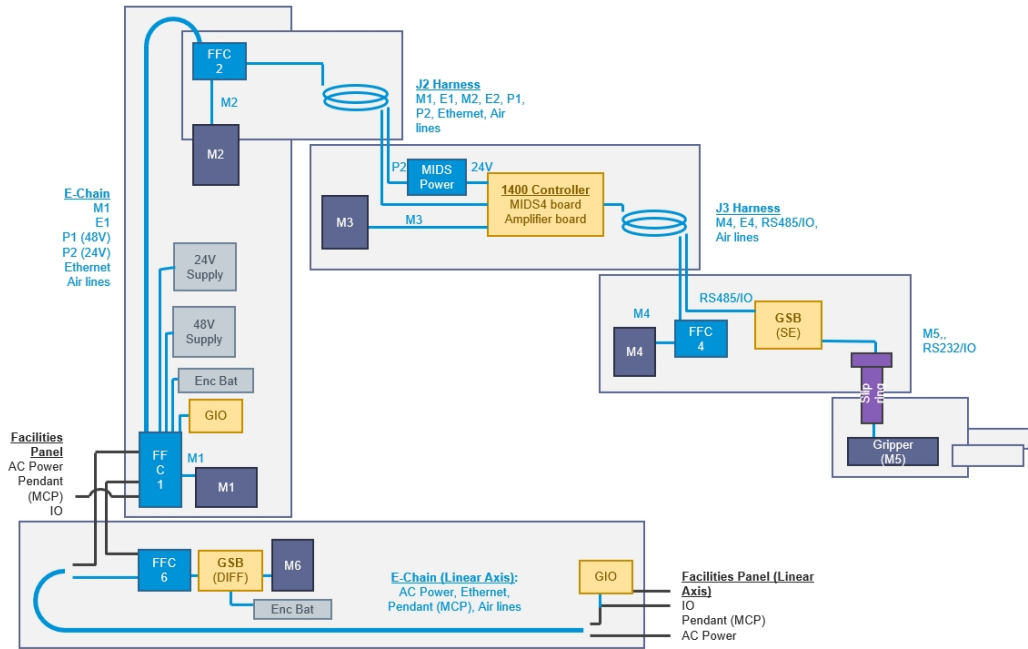 FFC
2
M2
M2
J2 Harness
M1, E1, M2, E2, P1,
P2, Ethernet, Air
lines
E-Chain
M1
E1
P1 (48V)
P2 (24V)
Ethernet
Air lines
P2
MIDS
Power
24V
1400 Controller
MIDS4 board
Amplifier board
M3
M3
J3 Harness
M4, E4, RS485/IO,
Air lines
24V
Supply
48V
Supply
Enc Bat
GIO
RS485/IO
M4
M4
FFC
4
GSB
(SE)
M5,,
RS232/IO
Slip
ring
Gripper
(M5)
Facilities
Panel
AC Power
Pendant
(MCP)
IO
FF
C
1
M1
M1
FFC
6
GSB
(DIFF)
M6
Enc Bat
E-Chain (Linear Axis):
AC Power, Ethernet,
Pendant (MCP), Air lines
GIO
Facilities Panel (Linear
Axis)
IO
Pendant (MCP)
AC Power